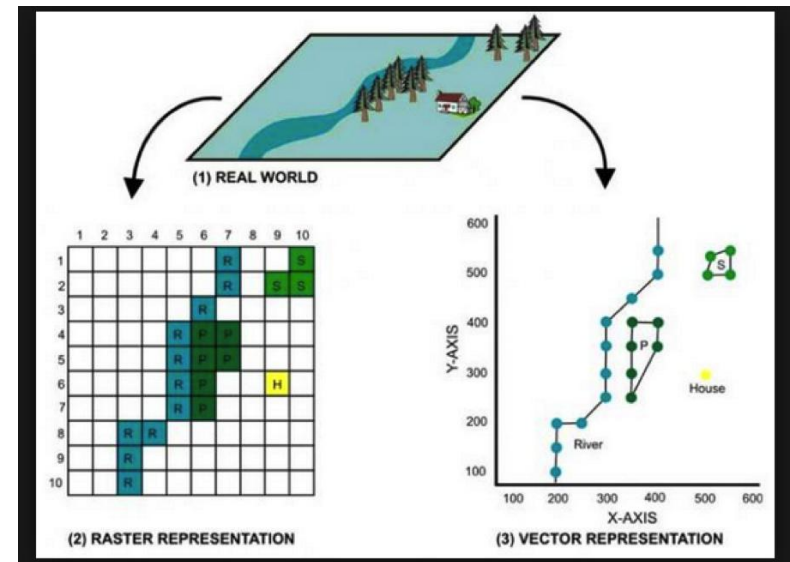 (1) REAL WORLD
1 2 3 4 5 6 7 8 9 10
1 R S
2 R S S
3 R
4 R P P
5 R P P
6 R P H
7 R P
8 R R
9 R
10 R
(2) RASTER REPRESENTATION
600
500
400
300
200
100
Y-AXIS
S
P
House
River
100 200 300 400 500 600
X-AXIS
(3) VECTOR REPRESENTATION